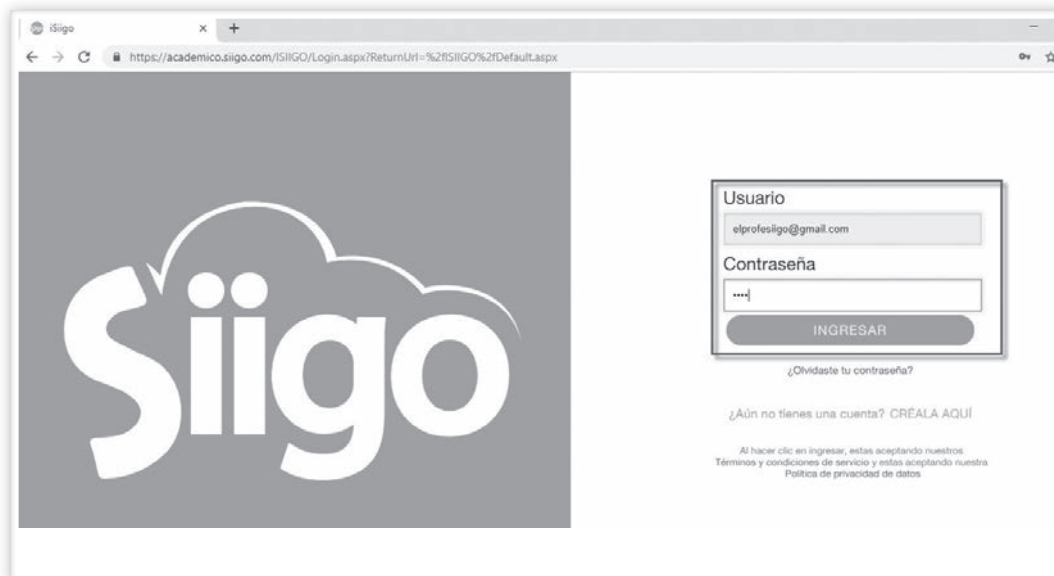 iSiigo
https://academico.siigo.com/ISIIGO/Login.aspx?ReturnUrl=%2fISIIGO%2fDefault.aspx
Siigo
Usuario
elprofesiigo@gmail.com
Contraseña
••••
INGRESAR
¿Olvidaste tu contraseña?
¿Aún no tienes una cuenta? CRÉALA AQUÍ
Al hacer clic en ingresar, estas aceptando nuestros
Términos y condiciones de servicio y estas aceptando nuestra
Política de privacidad de datos